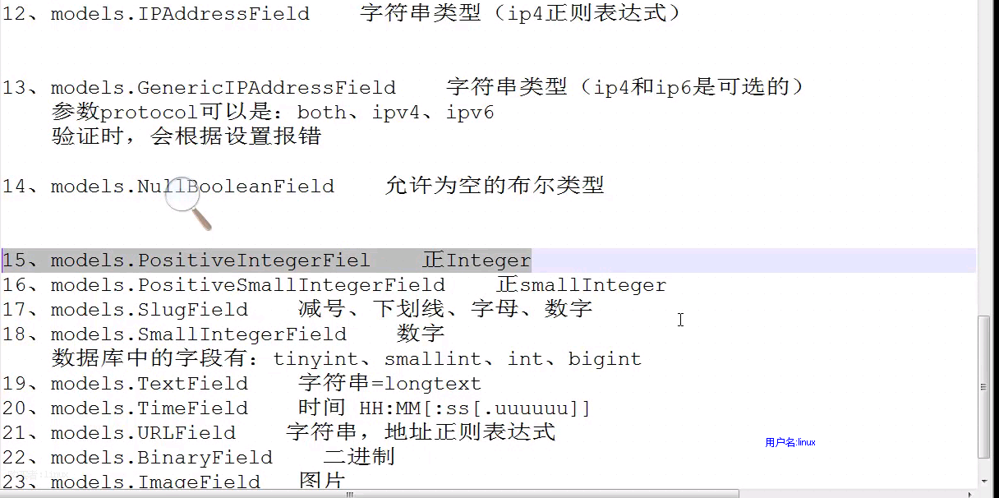 12、models.IPAddressField    字符串类型（ip4正则表达式）
13、models.GenericIPAddressField    字符串类型（ip4和ip6是可选的）
参数protocol可以是：both、ipv4、ipv6
验证时，会根据设置报错
14、models.NullBooleanField    允许为空的布尔类型
15、models.PositiveIntegerFiel    正Integer
16、models.PositiveSmallIntegerField    正smallInteger
17、models.SlugField    减号、下划线、字母、数字
18、models.SmallIntegerField    数字
数据库中的字段有：tinyint、smallint、int、bigint
19、models.TextField    字符串=longtext
20、models.TimeField    时间 HH:MM[:ss[.uuuuuu]]
21、models.URLField    字符串，地址正则表达式
用户名:linux
22、models.BinaryField    二进制
23、models.ImageField   图片